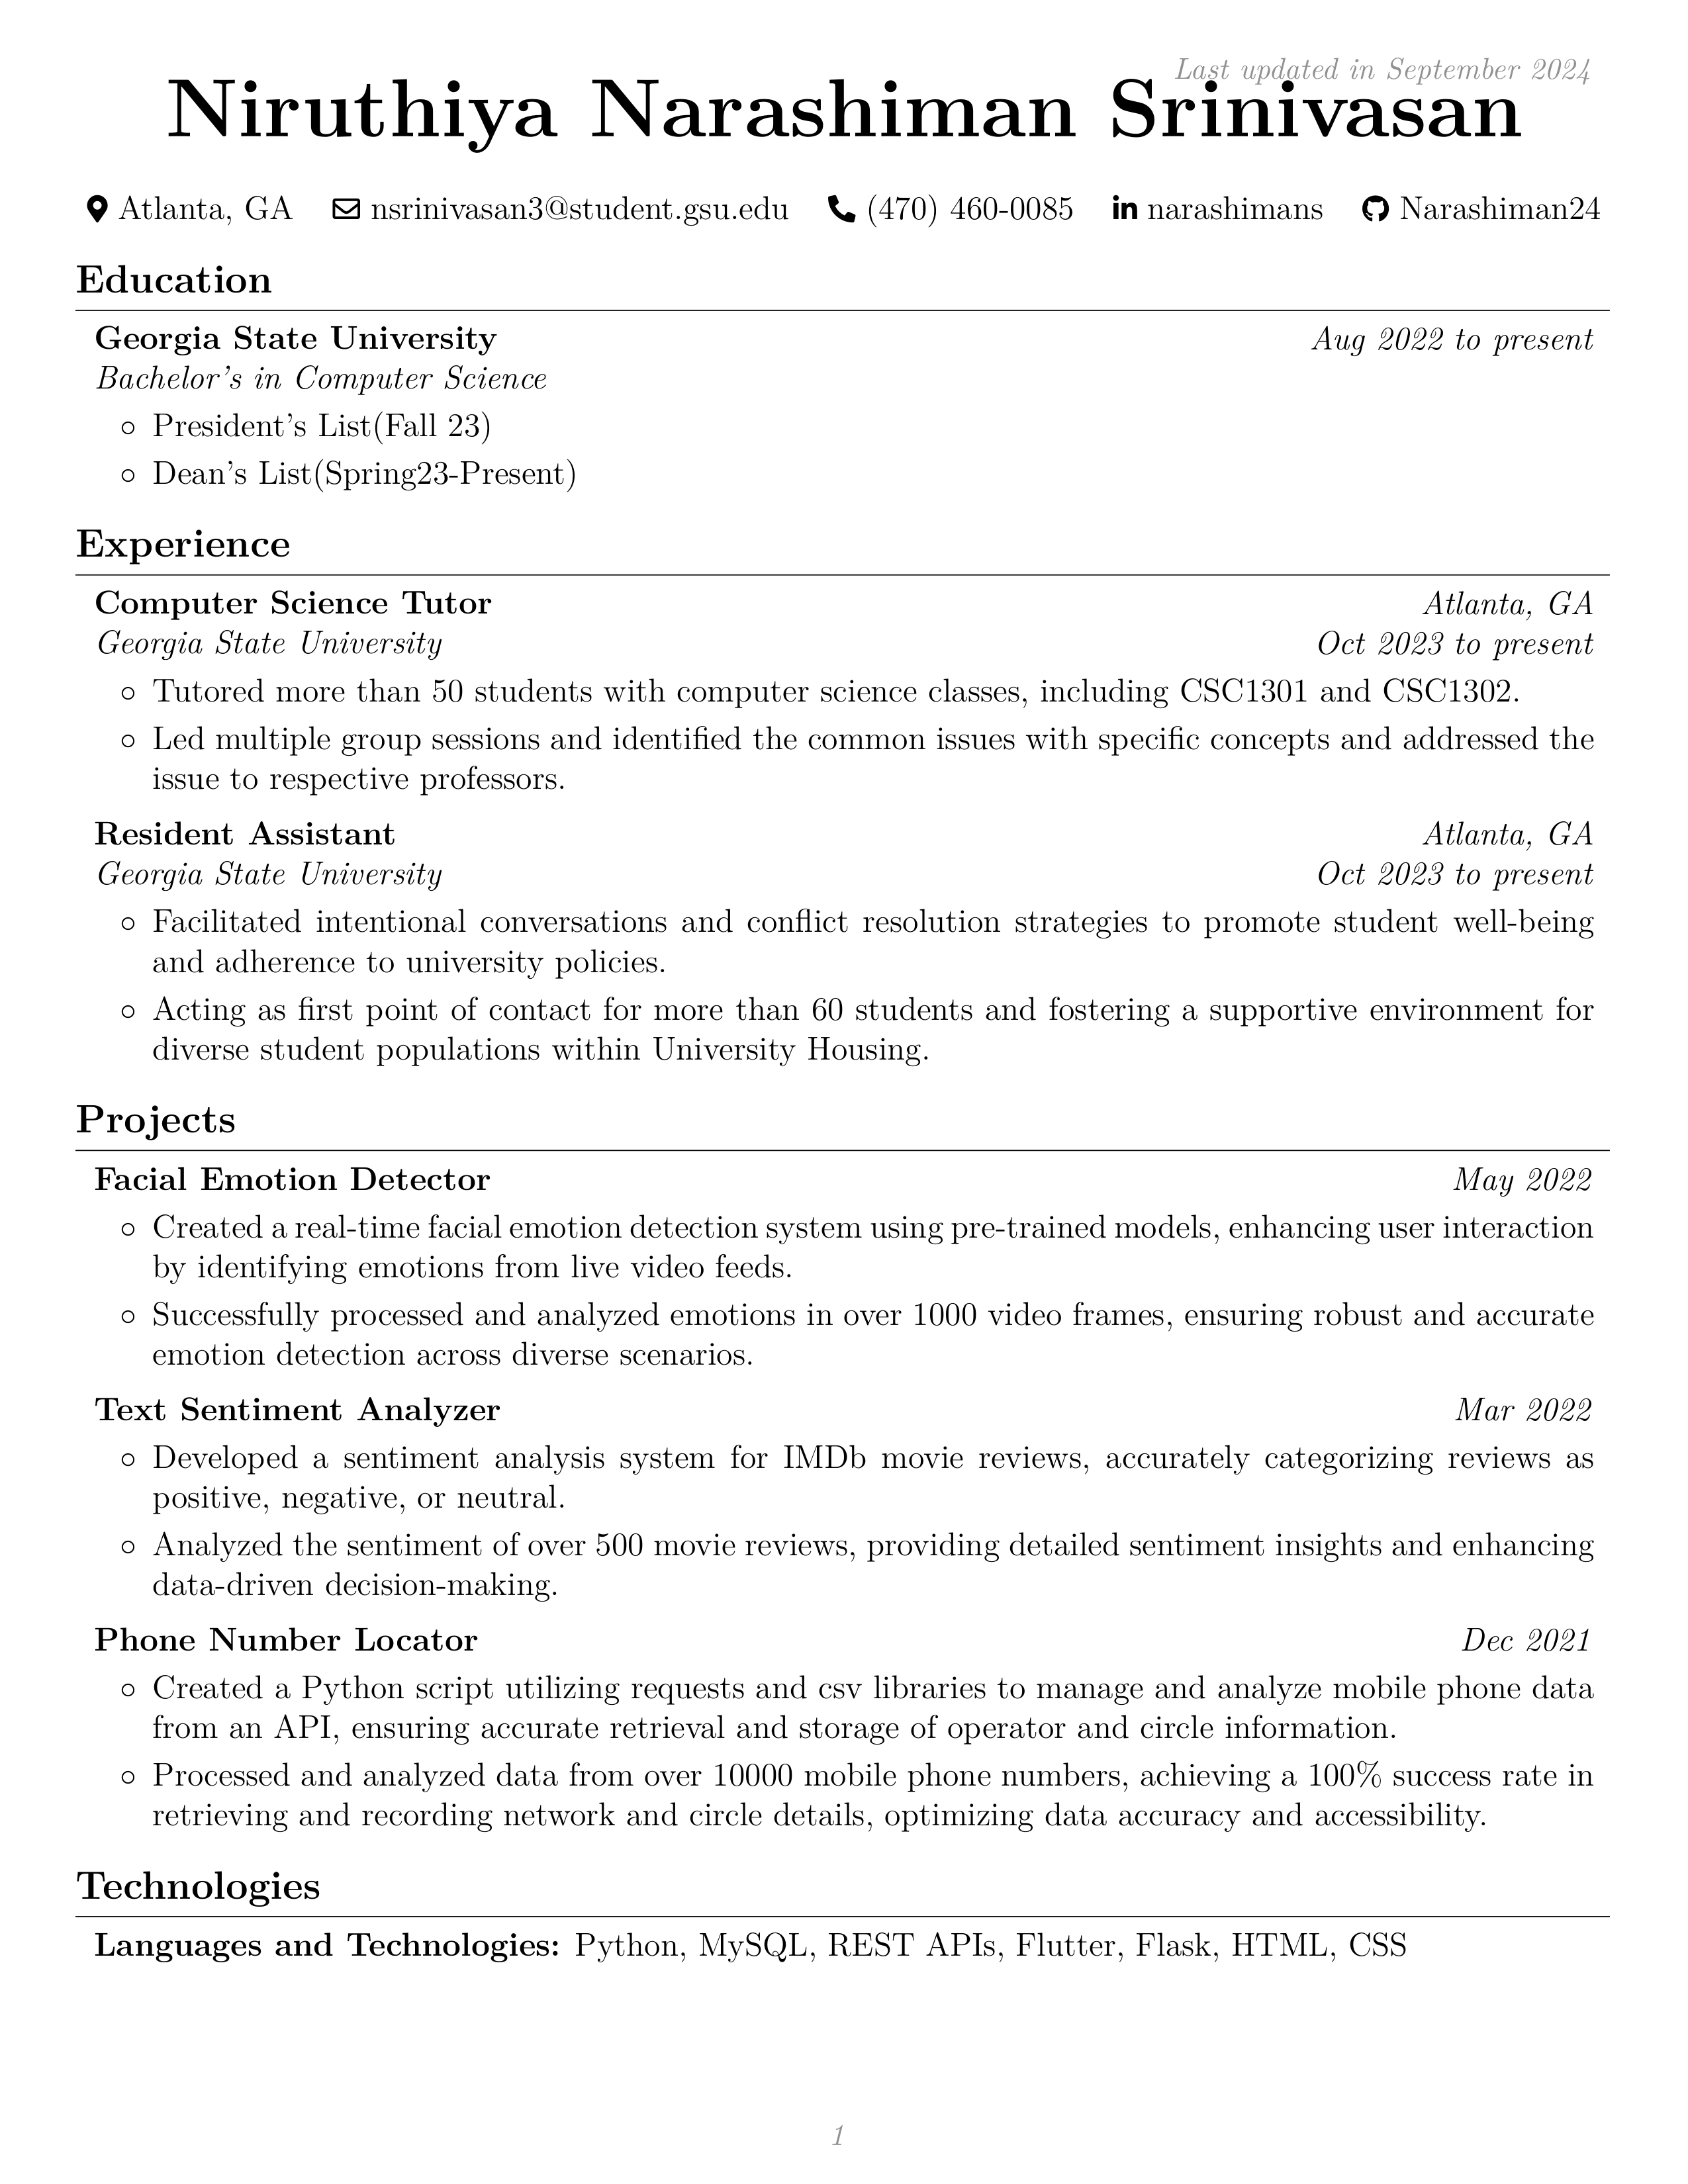 Last updated in September 2024
Niruthiya Narashiman Srinivasan
Atlanta, GA nsrinivasan3@student.gsu.edu (470) 460-0085 narashimans Narashiman24
Education
Georgia State University Aug 2022 to present
Bachelor's in Computer Science
◦ President's List(Fall 23)
◦ Dean's List(Spring23-Present)
Experience
Computer Science Tutor Atlanta, GA
Georgia State University Oct 2023 to present
◦ Tutored more than 50 students with computer science classes, including CSC1301 and CSC1302.
◦ Led multiple group sessions and identified the common issues with specific concepts and addressed the
issue to respective professors.
Resident Assistant Atlanta, GA
Georgia State University Oct 2023 to present
◦ Facilitated intentional conversations and conflict resolution strategies to promote student well-being
and adherence to university policies.
◦ Acting as first point of contact for more than 60 students and fostering a supportive environment for
diverse student populations within University Housing.
Projects
Facial Emotion Detector May 2022
◦ Created a real-time facial emotion detection system using pre-trained models, enhancing user interaction
by identifying emotions from live video feeds.
◦ Successfully processed and analyzed emotions in over 1000 video frames, ensuring robust and accurate
emotion detection across diverse scenarios.
Text Sentiment Analyzer Mar 2022
◦ Developed a sentiment analysis system for IMDb movie reviews, accurately categorizing reviews as
positive, negative, or neutral.
◦ Analyzed the sentiment of over 500 movie reviews, providing detailed sentiment insights and enhancing
data-driven decision-making.
Phone Number Locator Dec 2021
◦ Created a Python script utilizing requests and csv libraries to manage and analyze mobile phone data
from an API, ensuring accurate retrieval and storage of operator and circle information.
◦ Processed and analyzed data from over 10000 mobile phone numbers, achieving a 100% success rate in
retrieving and recording network and circle details, optimizing data accuracy and accessibility.
Technologies
Languages and Technologies: Python, MySQL, REST APIs, Flutter, Flask, HTML, CSS
1